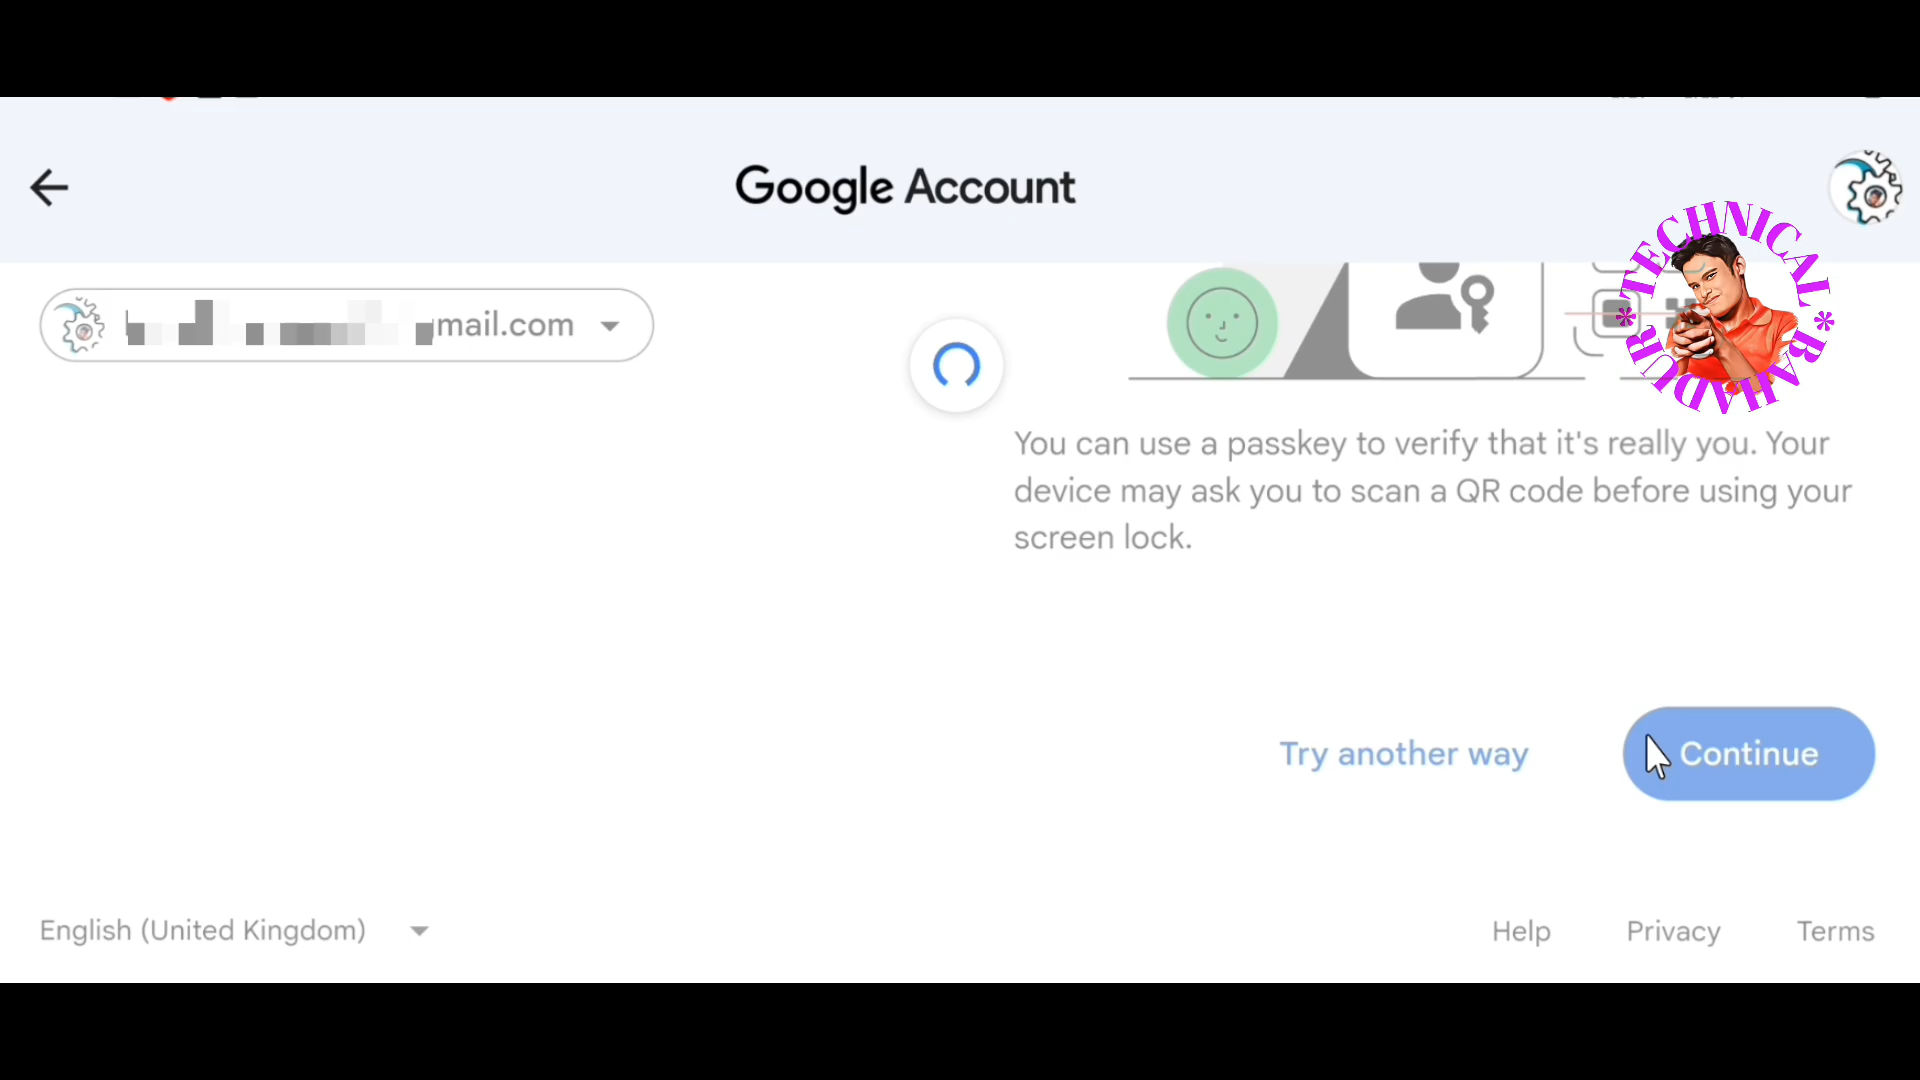 Google Account
mail.com
*TECHNICAL*
BAHADUR
You can use a passkey to verify that it's really you. Your
device may ask you to scan a QR code before using your
screen lock.
Try another way
Continue
English (United Kingdom)
Help
Privacy
Terms